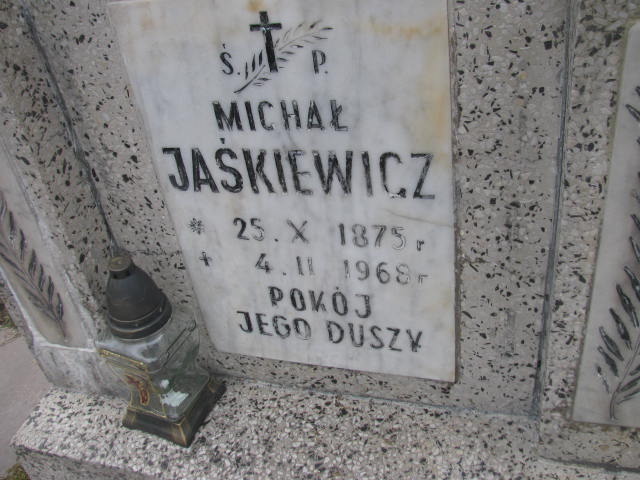 Ś. P.
MICHAŁ
JAŚKIEWICZ
* 25. X 1875 r
† 4. II 1968 r
POKÓJ
JEGO DUSZY